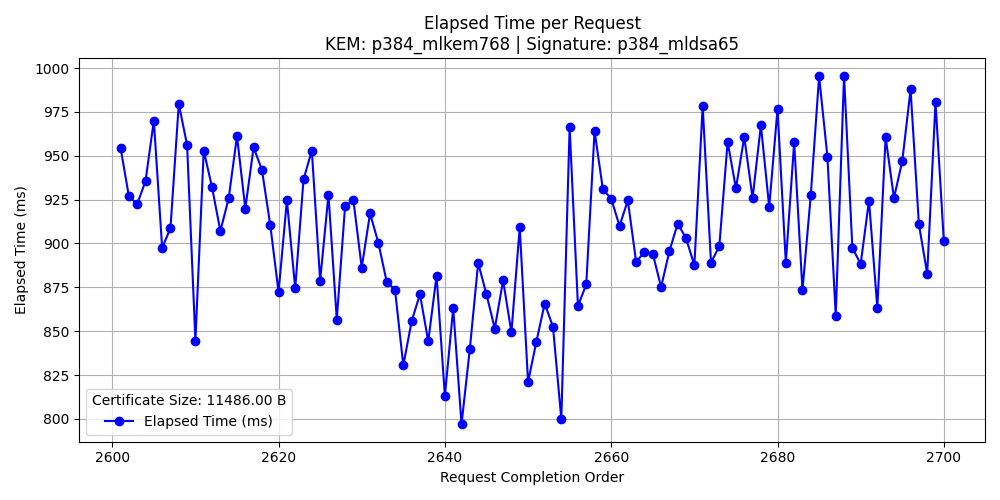 Elapsed Time per Request
KEM: p384_mlkem768 | Signature: p384_mldsa65
Elapsed Time (ms)
1000
975
950
925
900
875
850
825
800
Certificate Size: 11486.00 B
Elapsed Time (ms)
2600
2620
2640
2660
2680
2700
Request Completion Order